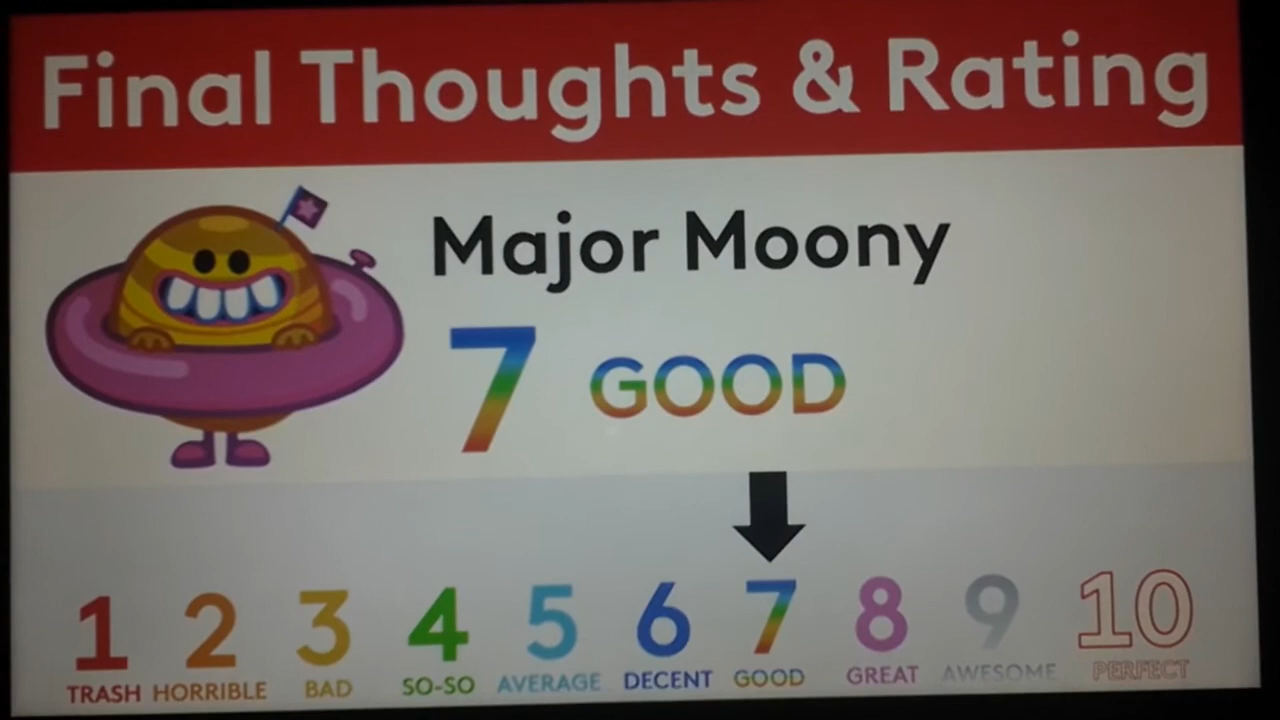 Final Thoughts & Rating
Major Moony
7 GOOD
1 2 3 4 5 6 7 8 9 10
TRASH HORRIBLE BAD SO-SO AVERAGE DECENT GOOD GREAT AWESOME PERFECT